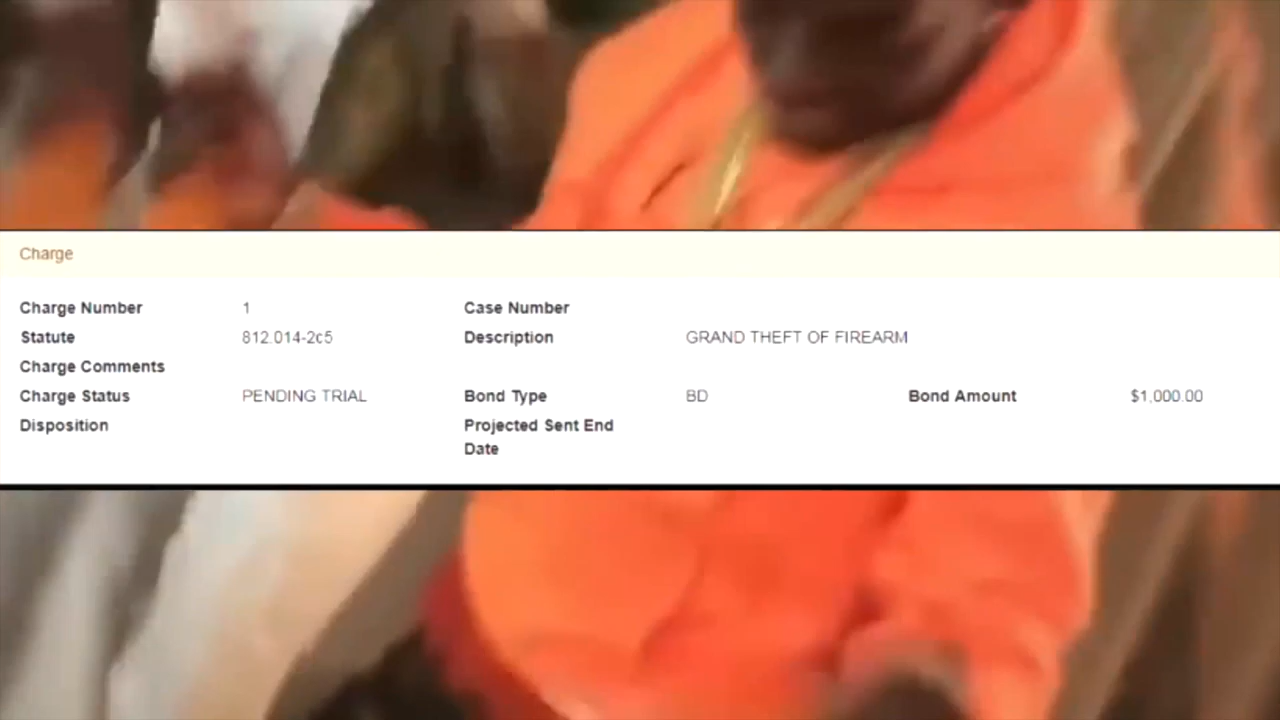 Charge
Charge Number 1 Case Number
Statute 812.014-2c5 Description GRAND THEFT OF FIREARM
Charge Comments
Charge Status PENDING TRIAL Bond Type BD Bond Amount $1,000.00
Disposition Projected Sent End
Date